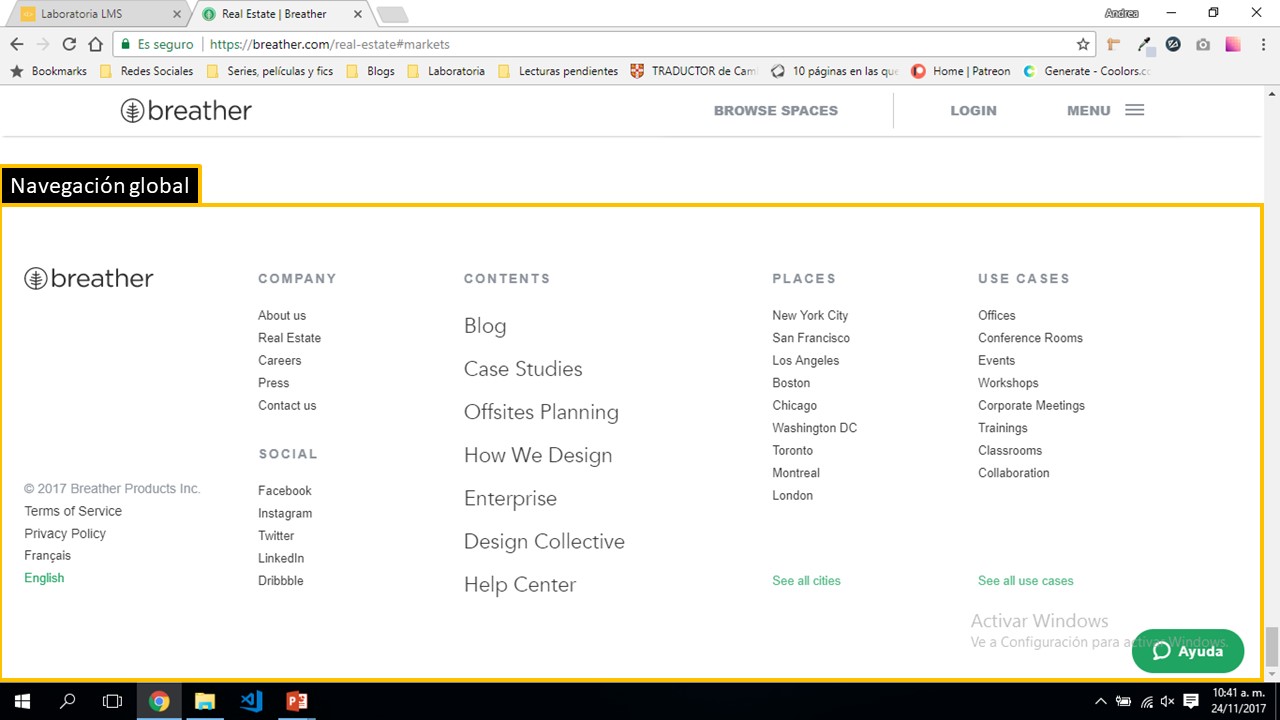 Laboratoria LMS
Real Estate | Breather
Andrea
Es seguro
https://breather.com/real-estate#markets
Bookmarks
Redes Sociales
Series, películas y fics
Blogs
Laboratoria
Lecturas pendientes
TRADUCTOR de Cam
10 páginas en las que
Home | Patreon
Generate - Coolors.co
breather
BROWSE SPACES
LOGIN
MENU
Navegación global
breather
© 2017 Breather Products Inc.
Terms of Service
Privacy Policy
Français
English
COMPANY
About us
Real Estate
Careers
Press
Contact us
SOCIAL
Facebook
Instagram
Twitter
LinkedIn
Dribbble
CONTENTS
Blog
Case Studies
Offsites Planning
How We Design
Enterprise
Design Collective
Help Center
PLACES
New York City
San Francisco
Los Angeles
Boston
Chicago
Washington DC
Toronto
Montreal
London
See all cities
USE CASES
Offices
Conference Rooms
Events
Workshops
Corporate Meetings
Trainings
Classrooms
Collaboration
See all use cases
Activar Windows
Ve a Configuración para activar Windows.
Ayuda
10:41 a. m.
24/11/2017